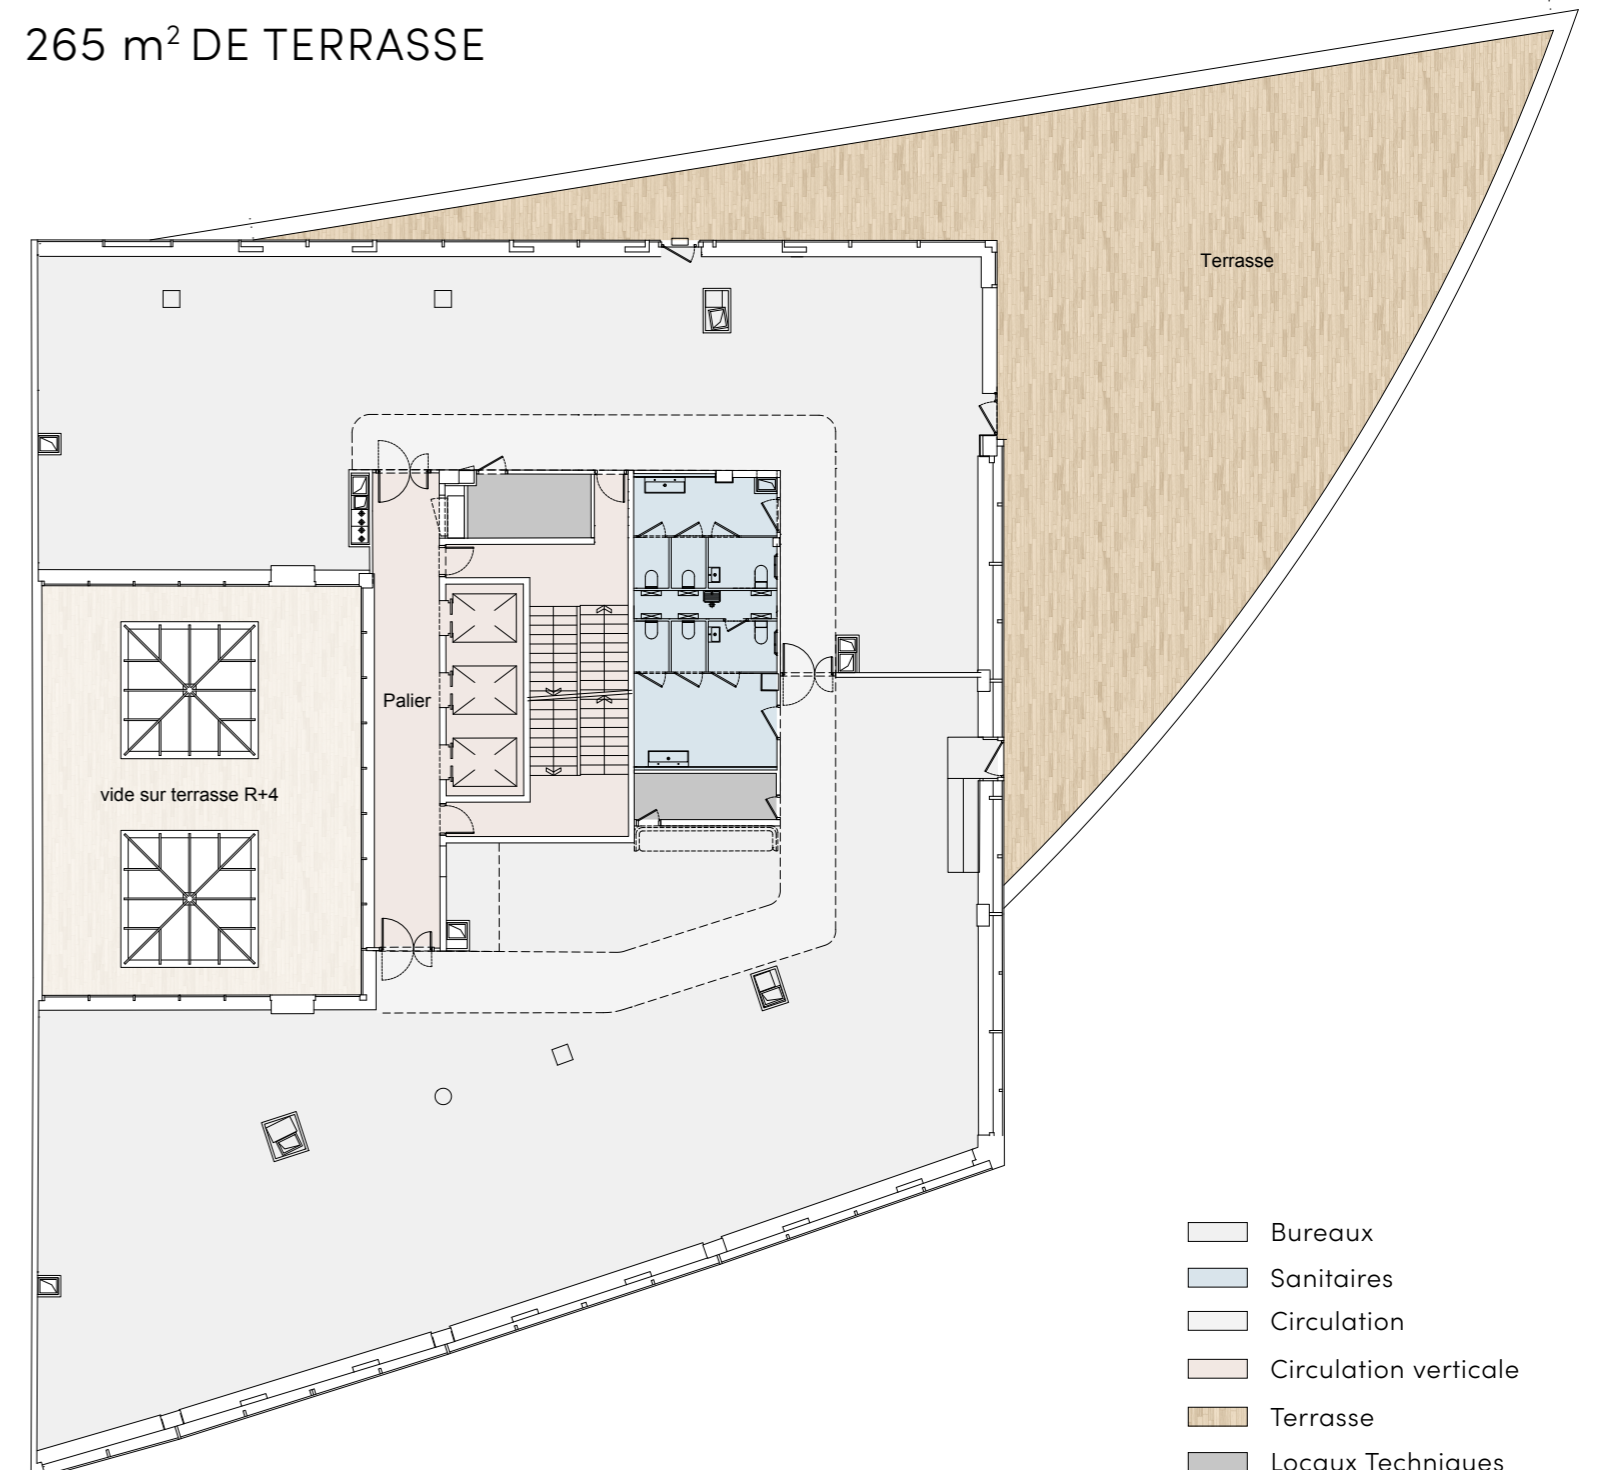 265 m² DE TERRASSE
Terrasse
Palier
vide sur terrasse R+4
Bureaux
Sanitaires
Circulation
Circulation verticale
Terrasse
Locaux Techniques